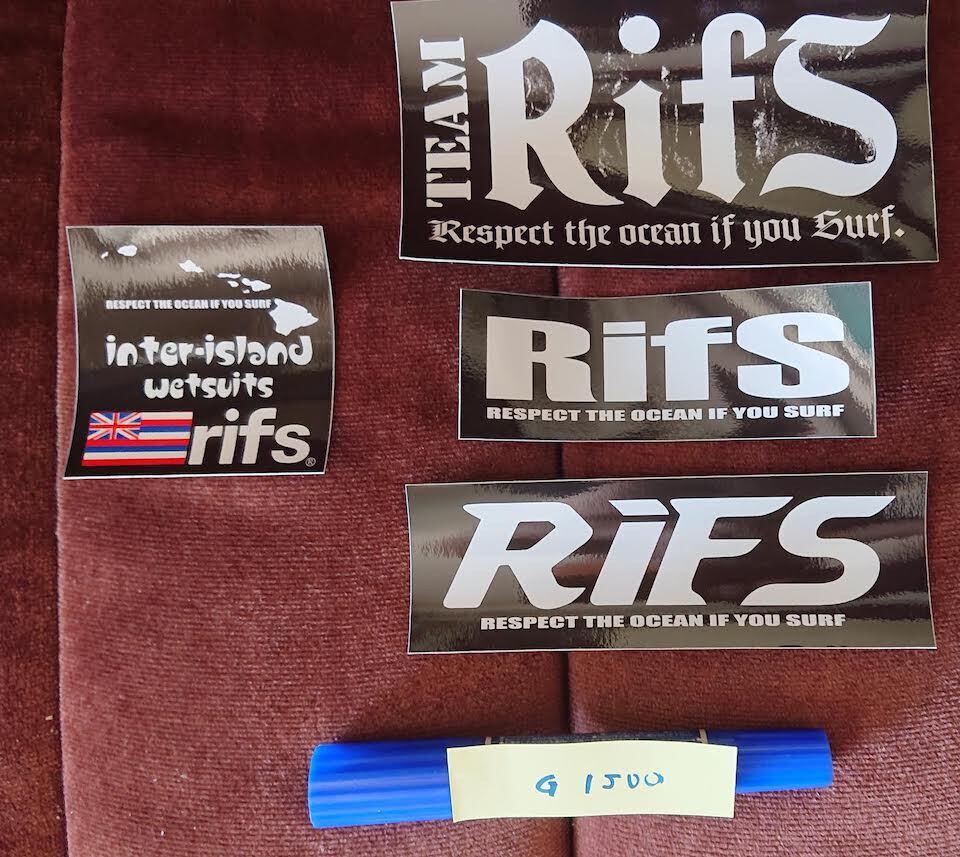 TEAM
RifS
Respect the ocean if you Surf.
RESPECT THE OCEAN IF YOU SURF
inter-island
wetsuits
rifs®
RifS
RESPECT THE OCEAN IF YOU SURF
RiFS
RESPECT THE OCEAN IF YOU SURF
G 1500